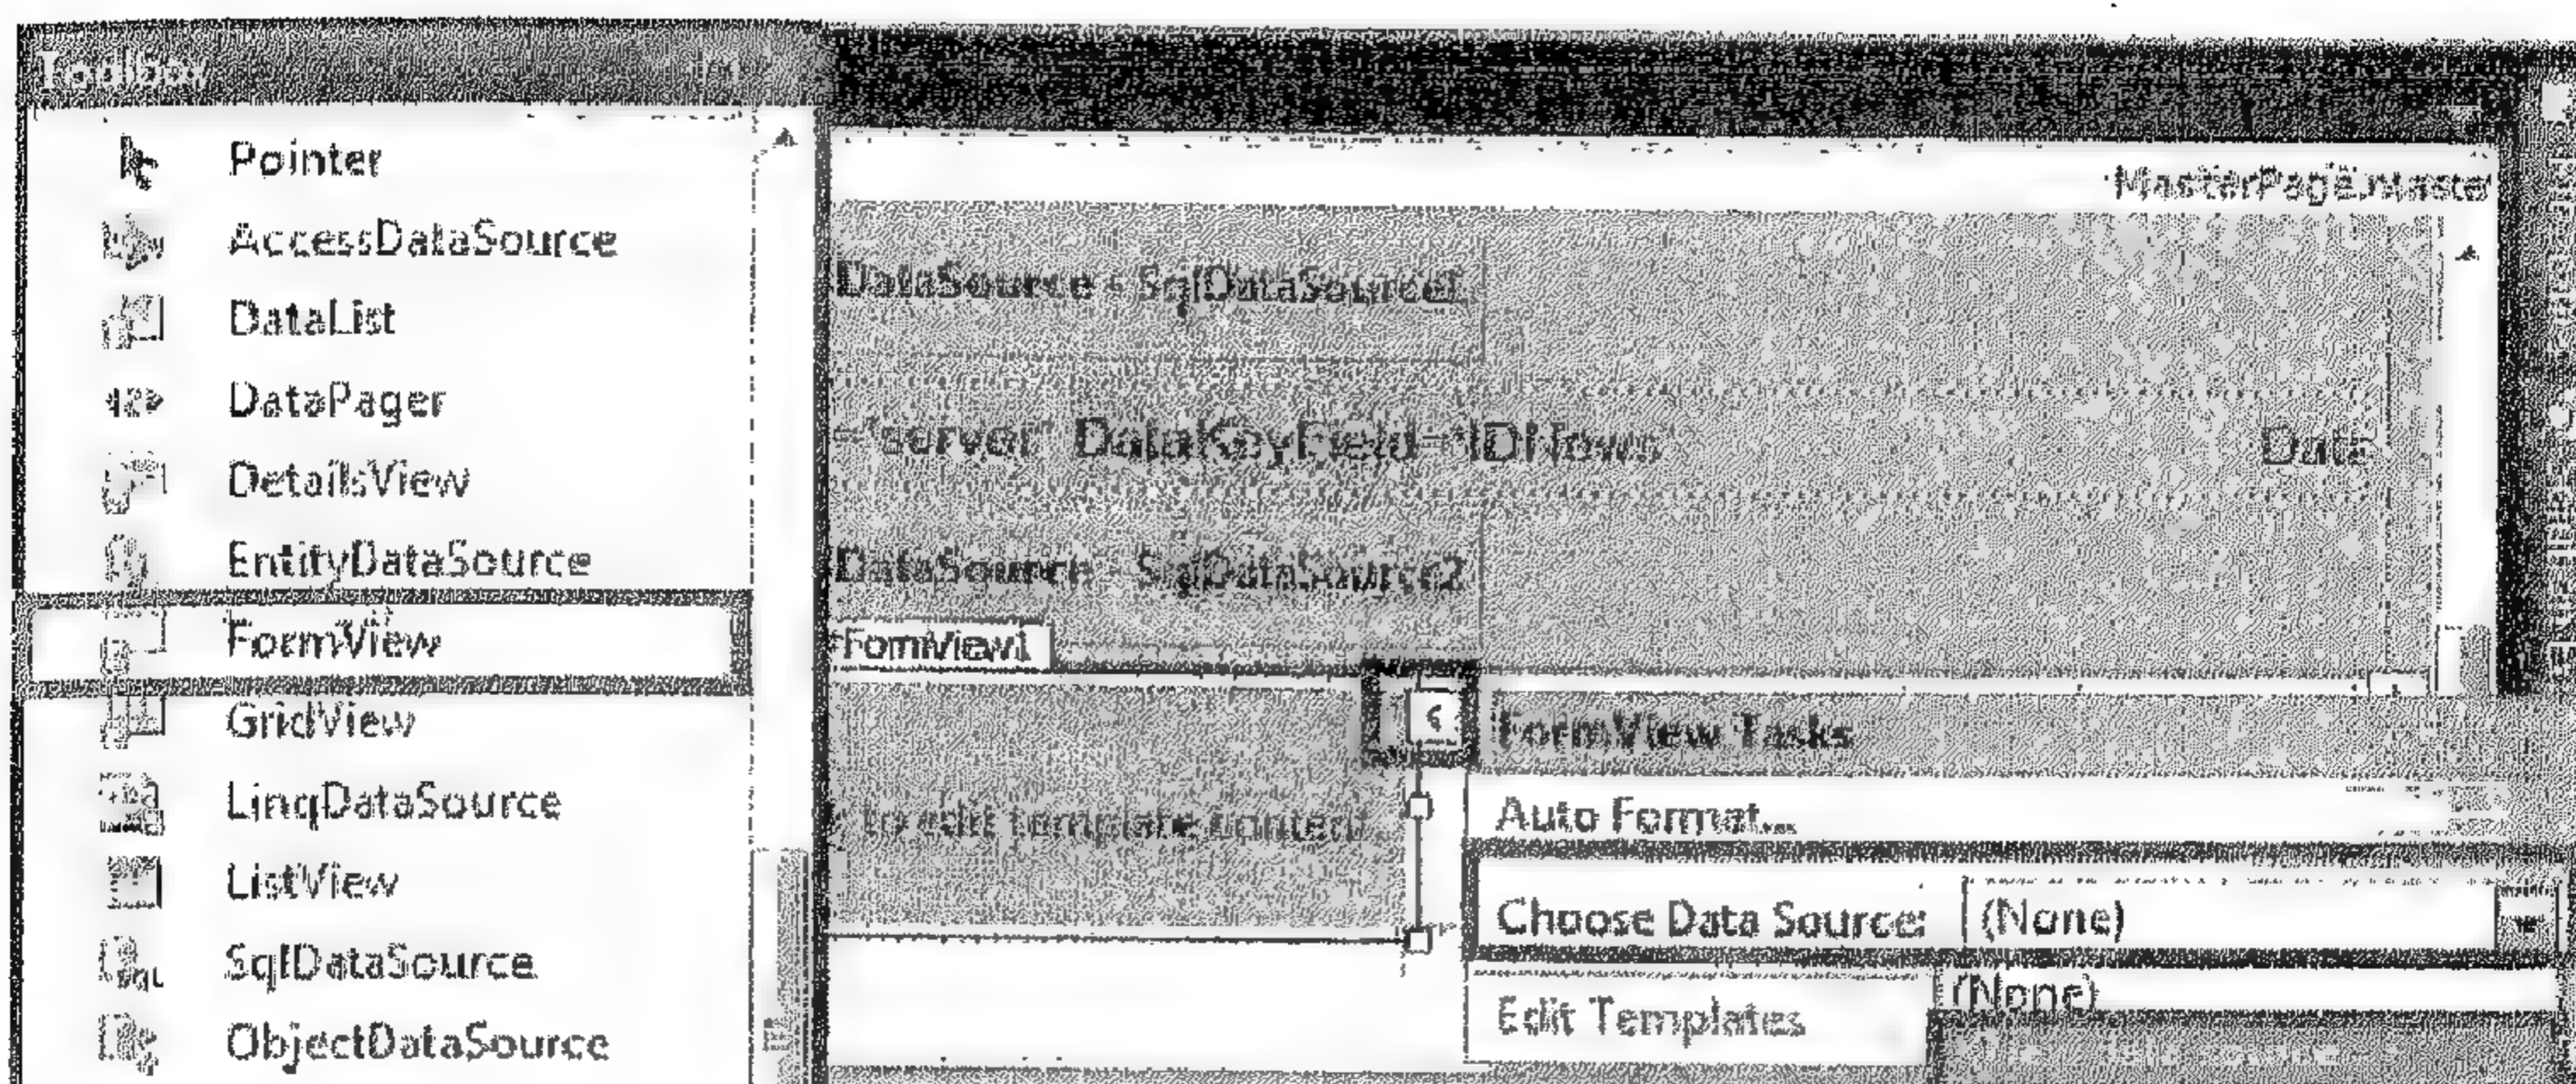 Toolbox
Pointer
AccessDataSource
DataList
DataPager
DetailsView
EntityDataSource
FormView
GridView
LinqDataSource
ListView
SqlDataSource
ObjectDataSource
MasterPage.master
DataSource - SqlDataSource1
="server" DataKeyField="IDNews"
Date
DataSource - SqlDataSource2
FormView1
to edit template content.
FormView Tasks
Auto Format...
Choose Data Source: (None)
(None)
Edit Templates